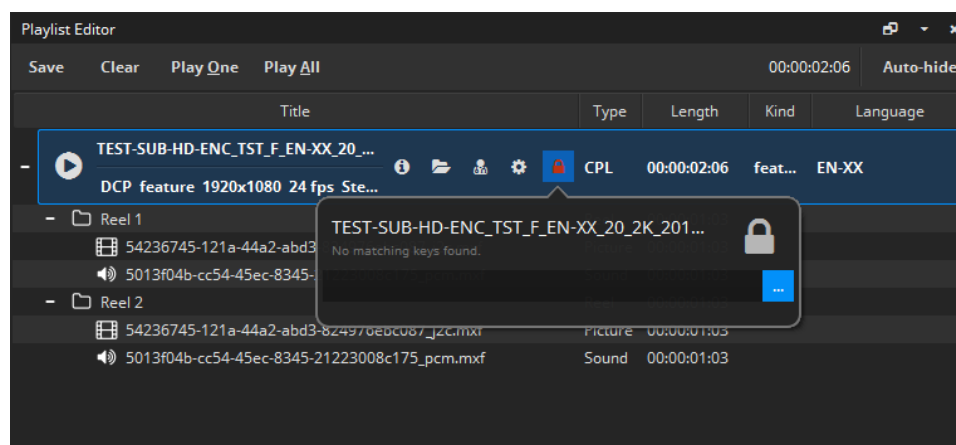 Playlist Editor
Save Clear Play One Play All 00:00:02:06 Auto-hide
Title Type Length Kind Language
TEST-SUB-HD-ENC_TST_F_EN-XX_20_...
DCP feature 1920x1080 24 fps Ste...
CPL 00:00:02:06 feat... EN-XX
Reel 1
TEST-SUB-HD-ENC_TST_F_EN-XX_20_2K_201...
54236745-121a-44a2-abd3
No matching keys found.
5013f04b-cc54-45ec-8345-
...
Reel 2
54236745-121a-44a2-abd3-824976ebc087_j2c.mxf Picture 00:00:01:03
5013f04b-cc54-45ec-8345-21223008c175_pcm.mxf Sound 00:00:01:03